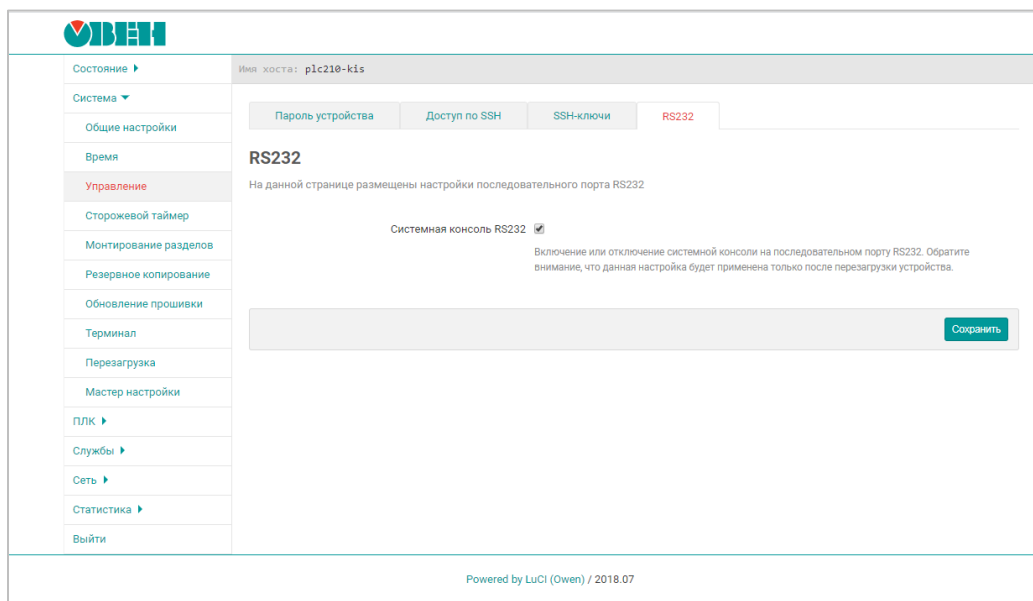 ОВЕН
Состояние
Имя хоста: plc210-kis
Система
Общие настройки
Время
Управление
Сторожевой таймер
Монтирование разделов
Резервное копирование
Обновление прошивки
Терминал
Перезагрузка
Мастер настройки
ПЛК
Службы
Сеть
Статистика
Выйти
Пароль устройства
Доступ по SSH
SSH-ключи
RS232
RS232
На данной странице размещены настройки последовательного порта RS232
Системная консоль RS232
Включение или отключение системной консоли на последовательном порту RS232. Обратите
внимание, что данная настройка будет применена только после перезагрузки устройства.
Сохранить
Powered by LuCI (Owen) / 2018.07